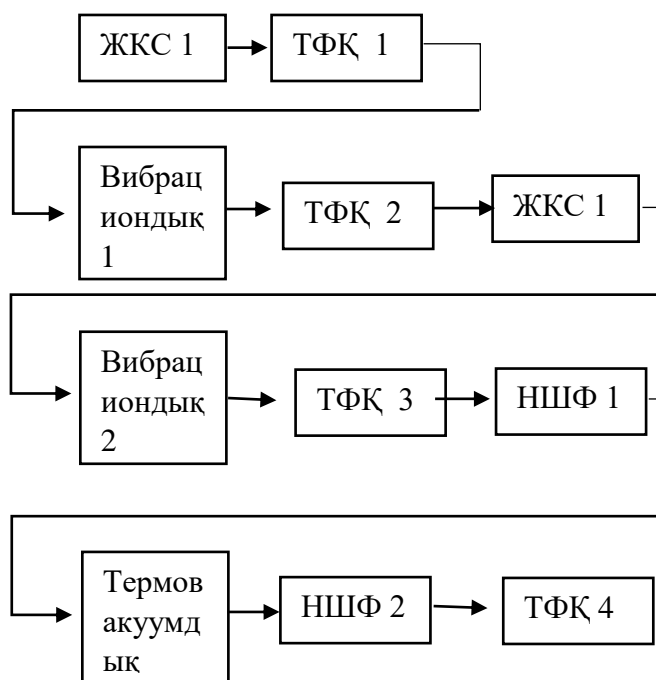 ЖКС 1
ТФҚ 1
Вибрац
иондық
1
ТФҚ 2
ЖКС 1
Вибрац
иондық
2
ТФҚ 3
НШФ 1
Термов
акуумд
ық
НШФ 2
ТФҚ 4